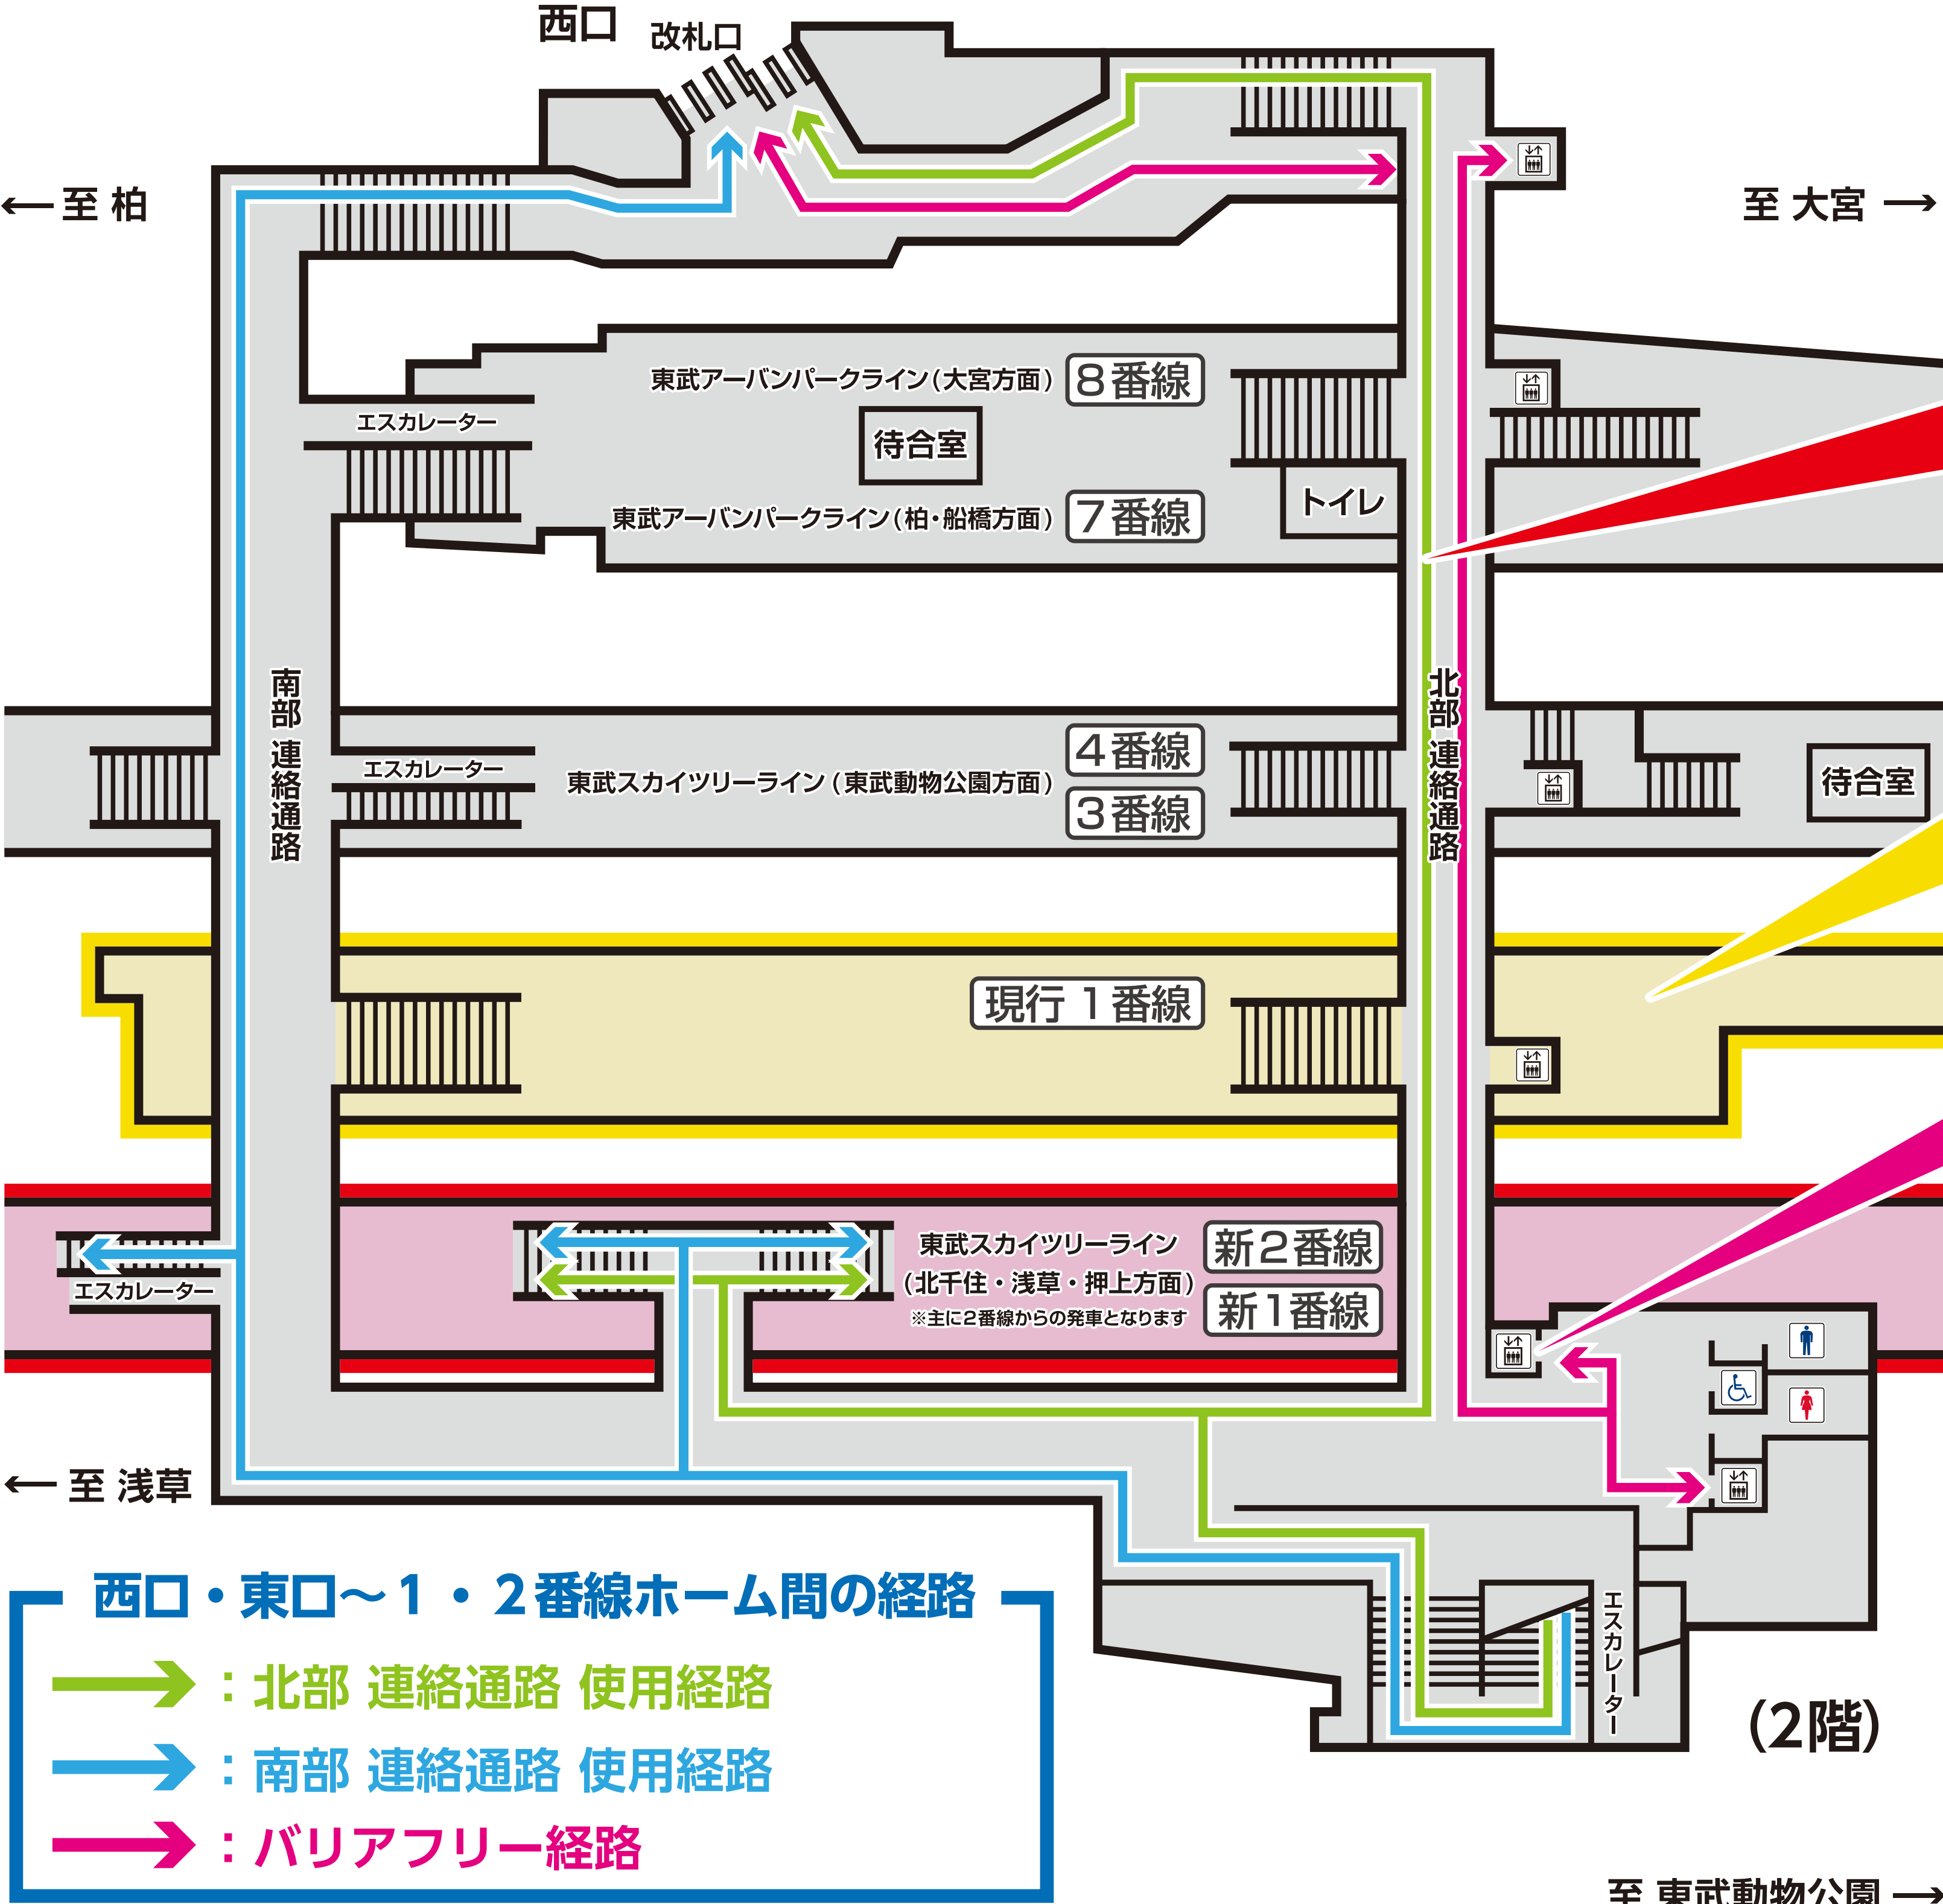 西口
改札口
← 至 柏
至 大宮 →
東武アーバンパークライン(大宮方面)
8番線
エスカレーター
待合室
東武アーバンパークライン(柏・船橋方面)
7番線
トイレ
南部 連絡通路
北部 連絡通路
4番線
エスカレーター
東武スカイツリーライン(東武動物公園方面)
3番線
待合室
現行1番線
東武スカイツリーライン
新2番線
(北千住・浅草・押上方面)
新1番線
※主に2番線からの発車となります
エスカレーター
← 至 浅草
エスカレーター
西口・東口～1・2番線ホーム間の経路
：北部 連絡通路 使用経路
：南部 連絡通路 使用経路
：バリアフリー経路
(2階)
至 東武動物公園 →